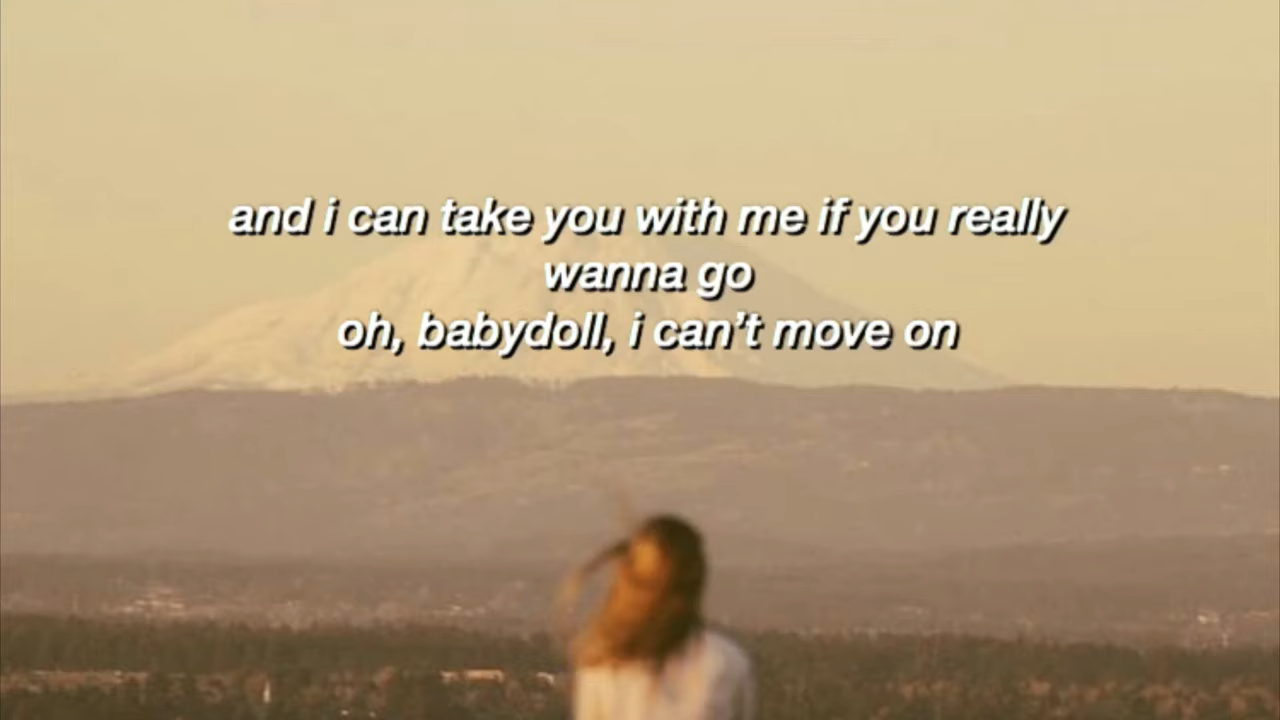 and i can take you with me if you really
wanna go
oh, babydoll, i can’t move on